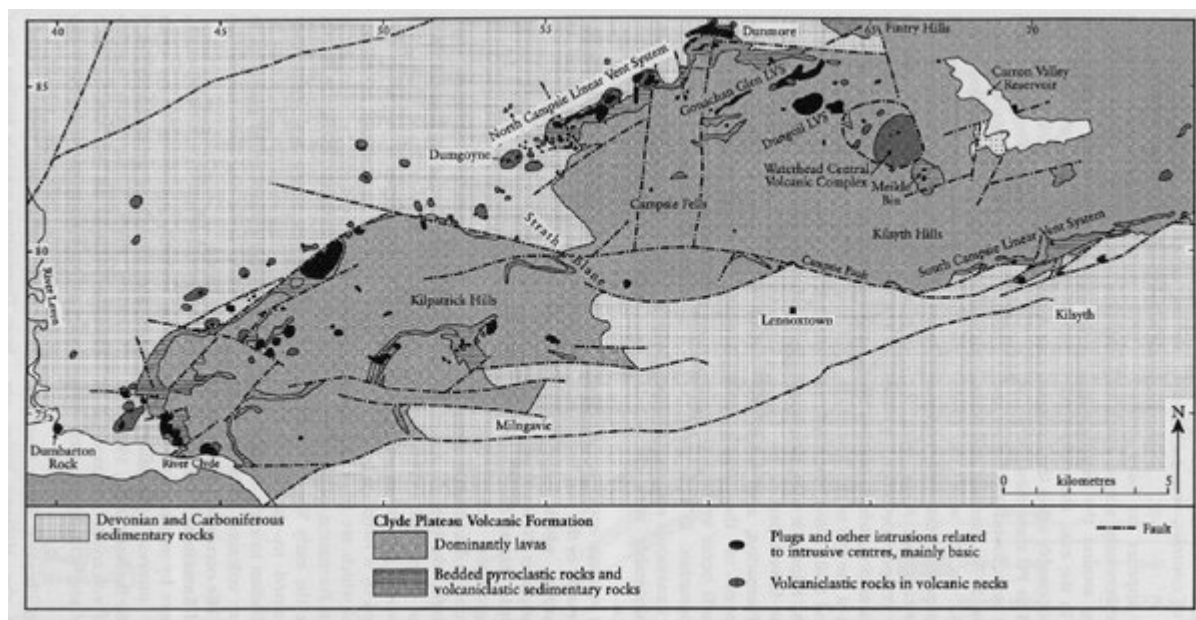 40
45
50
55
65
70
85
80
75
Dunmore
Fintry Hills
Carron Valley
Reservoir
North Campsie Linear Vent System
Gonachan Glen LVS
Dungoil LVS
Dumgoyne
Waterhead Central
Volcanic Complex
Meikle
Bin
Campsie Fells
Strath Blane
Kilsyth Hills
South Campsie Linear Vent System
Campsie Fault
River Leven
Kilpatrick Hills
Lennoxtown
Kilsyth
Milngavie
Dumbarton
Rock
River Clyde
N
0 kilometres 5
Devonian and Carboniferous
sedimentary rocks
Clyde Plateau Volcanic Formation
Dominantly lavas
Bedded pyroclastic rocks and
volcaniclastic sedimentary rocks
Plugs and other intrusions related
to intrusive centres, mainly basic
Volcaniclastic rocks in volcanic necks
Fault